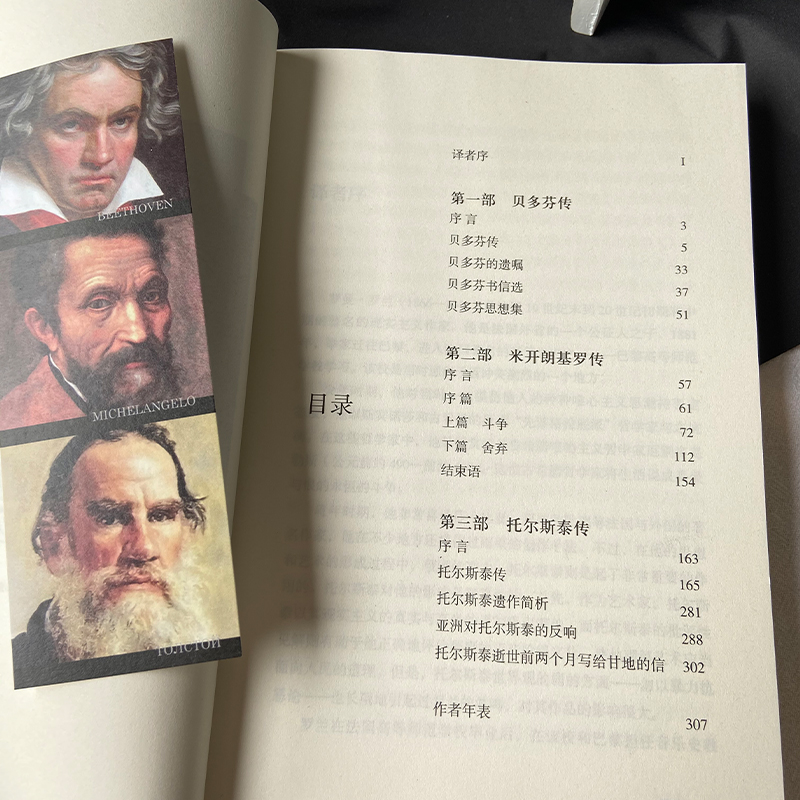 BEETHOVEN
MICHELANGELO
ТОЛСТОЙ
目录
译者序 1
第一部 贝多芬传
序言 3
贝多芬传 5
贝多芬的遗嘱 33
贝多芬书信选 37
贝多芬思想集 51
第二部 米开朗基罗传
序言 57
序篇 61
上篇 斗争 72
下篇 舍弃 112
结束语 154
第三部 托尔斯泰传
序言 163
托尔斯泰传 165
托尔斯泰遗作简析 281
亚洲对托尔斯泰的反响 288
托尔斯泰逝世前两个月写给甘地的信 302
作者年表 307